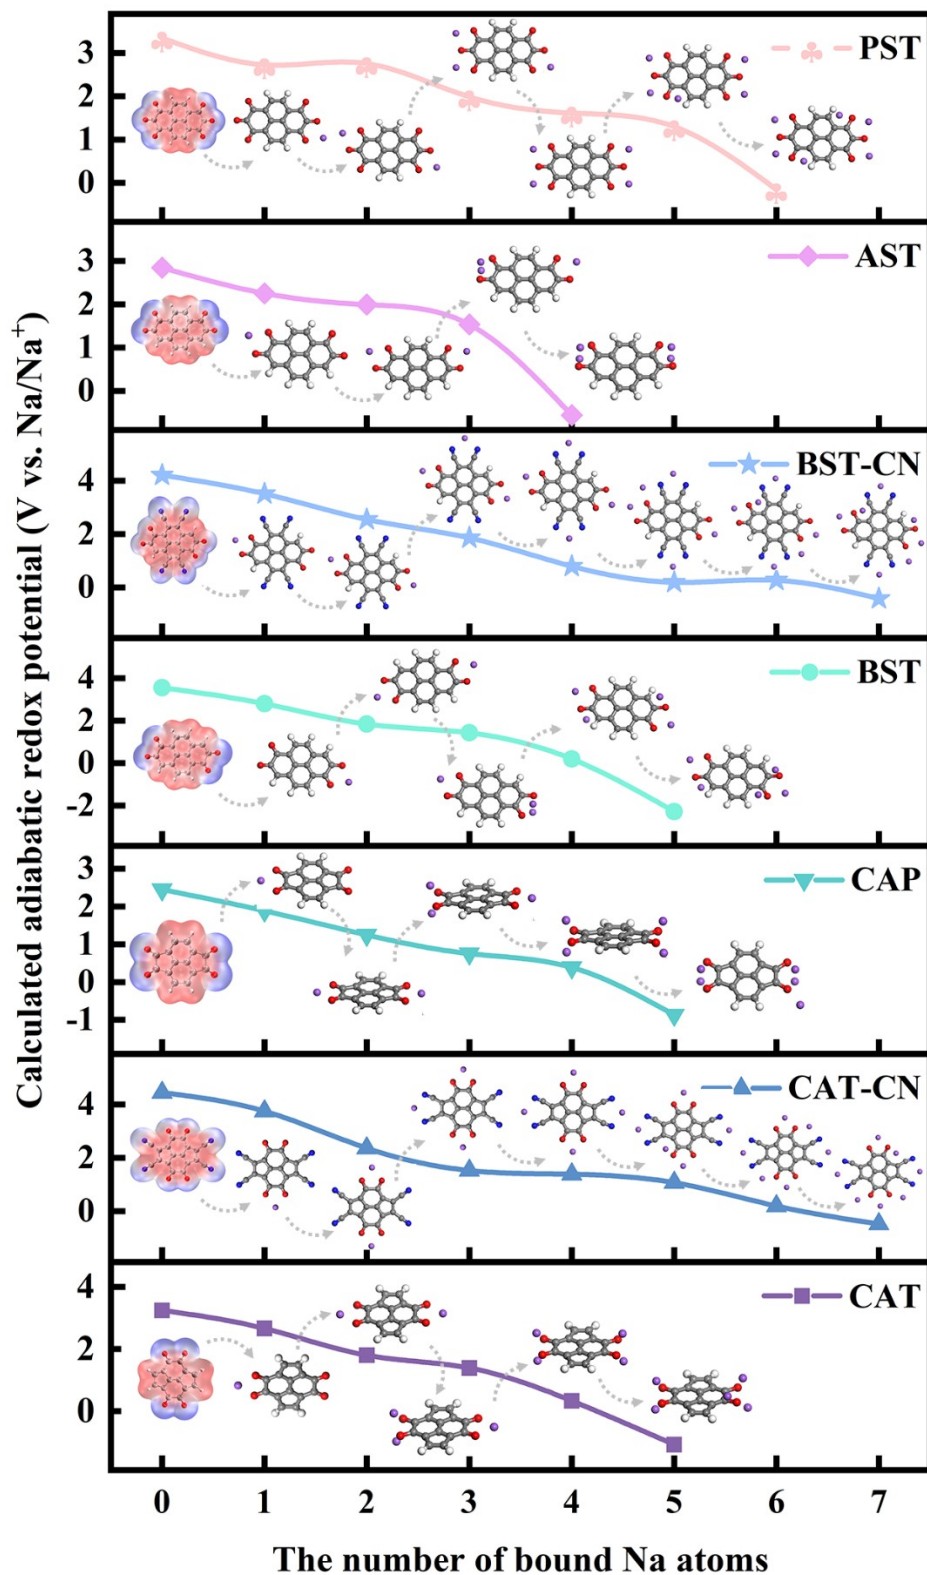 Calculated adiabatic redox potential (V vs. Na/Na+)
PST
3
2
1
0
AST
3
2
1
0
BST-CN
4
2
0
BST
4
2
0
-2
CAP
3
2
1
0
-1
CAT-CN
4
2
0
CAT
4
2
0
0 1 2 3 4 5 6 7
The number of bound Na atoms